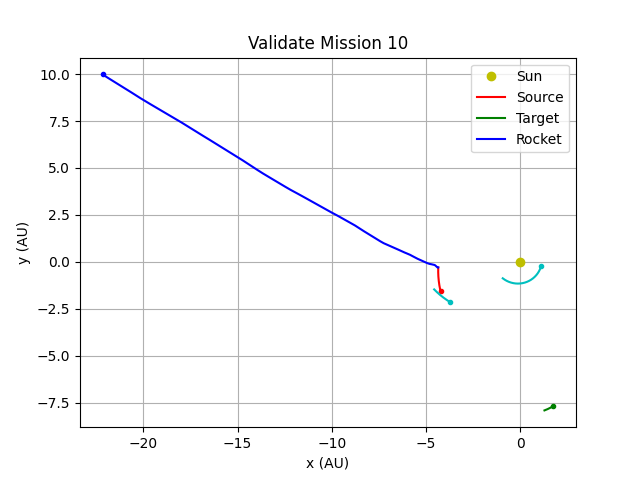 Validate Mission 10
Sun
Source
Target
Rocket
y (AU)
10.0
7.5
5.0
2.5
0.0
−2.5
−5.0
−7.5
−20
−15
−10
−5
0
x (AU)